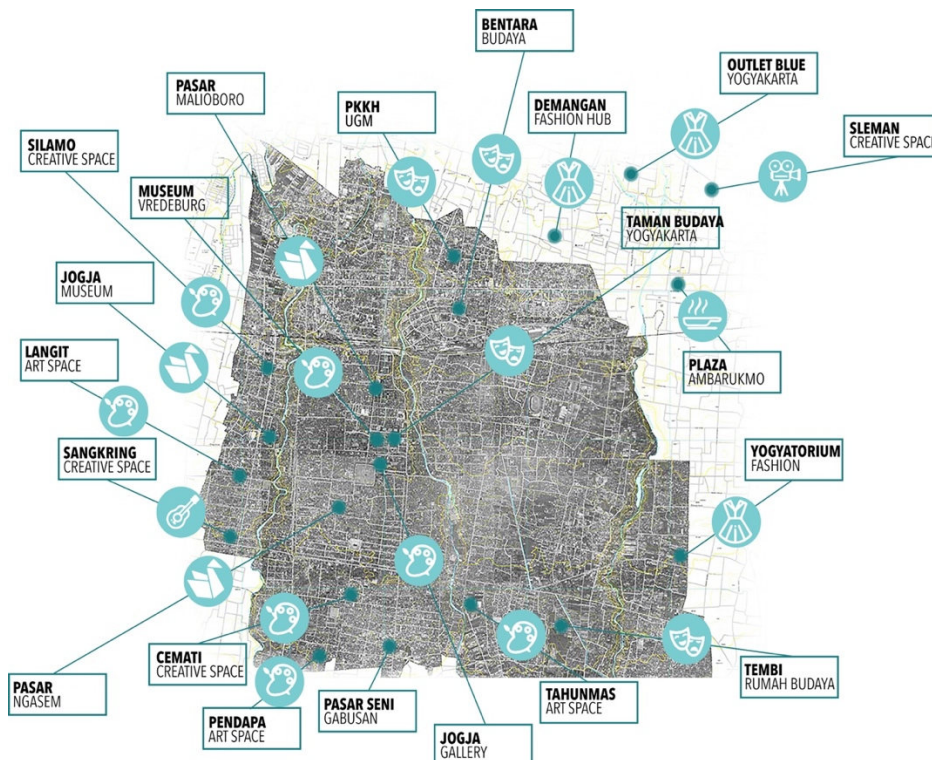 BENTARA
BUDAYA
OUTLET BLUE
YOGYAKARTA
PASAR
MALIOBORO
PKKH
UGM
DEMANGAN
FASHION HUB
SLEMAN
CREATIVE SPACE
SILAMO
CREATIVE SPACE
MUSEUM
VREDEBURG
TAMAN BUDAYA
YOGYAKARTA
JOGJA
MUSEUM
LANGIT
ART SPACE
PLAZA
AMBARUKMO
SANGKRING
CREATIVE SPACE
YOGYATORIUM
FASHION
CEMATI
CREATIVE SPACE
TEMBI
RUMAH BUDAYA
PASAR
NGASEM
PENDAPA
ART SPACE
PASAR SENI
GABUSAN
TAHUNMAS
ART SPACE
JOGJA
GALLERY